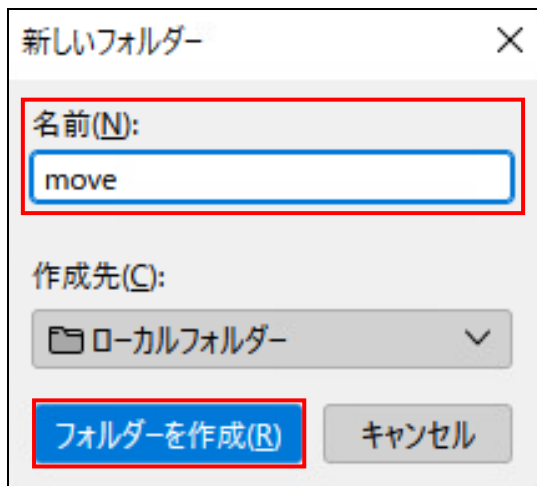 新しいフォルダー
名前(N):
move
作成先(C):
ローカルフォルダー
フォルダーを作成(R) キャンセル